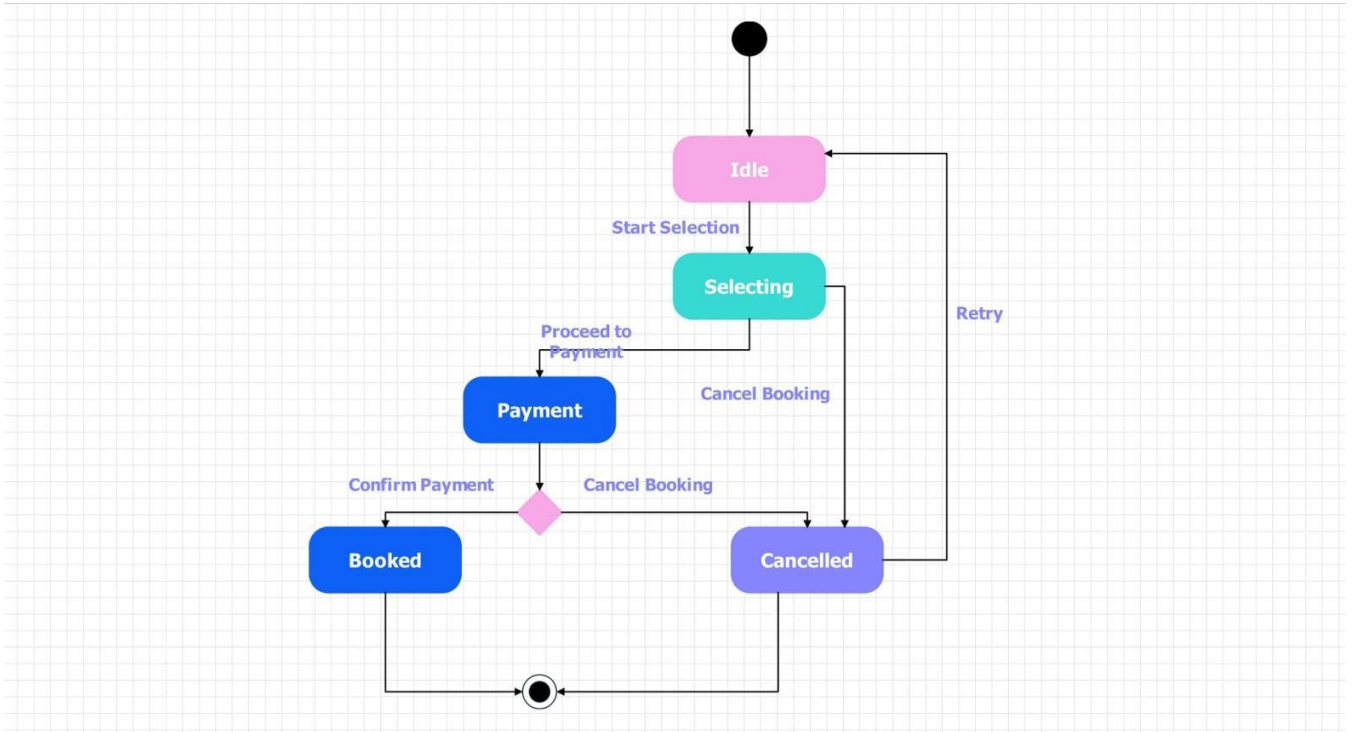 Idle
Start Selection
Selecting
Retry
Proceed to
Payment
Cancel Booking
Payment
Confirm Payment
Cancel Booking
Booked
Cancelled